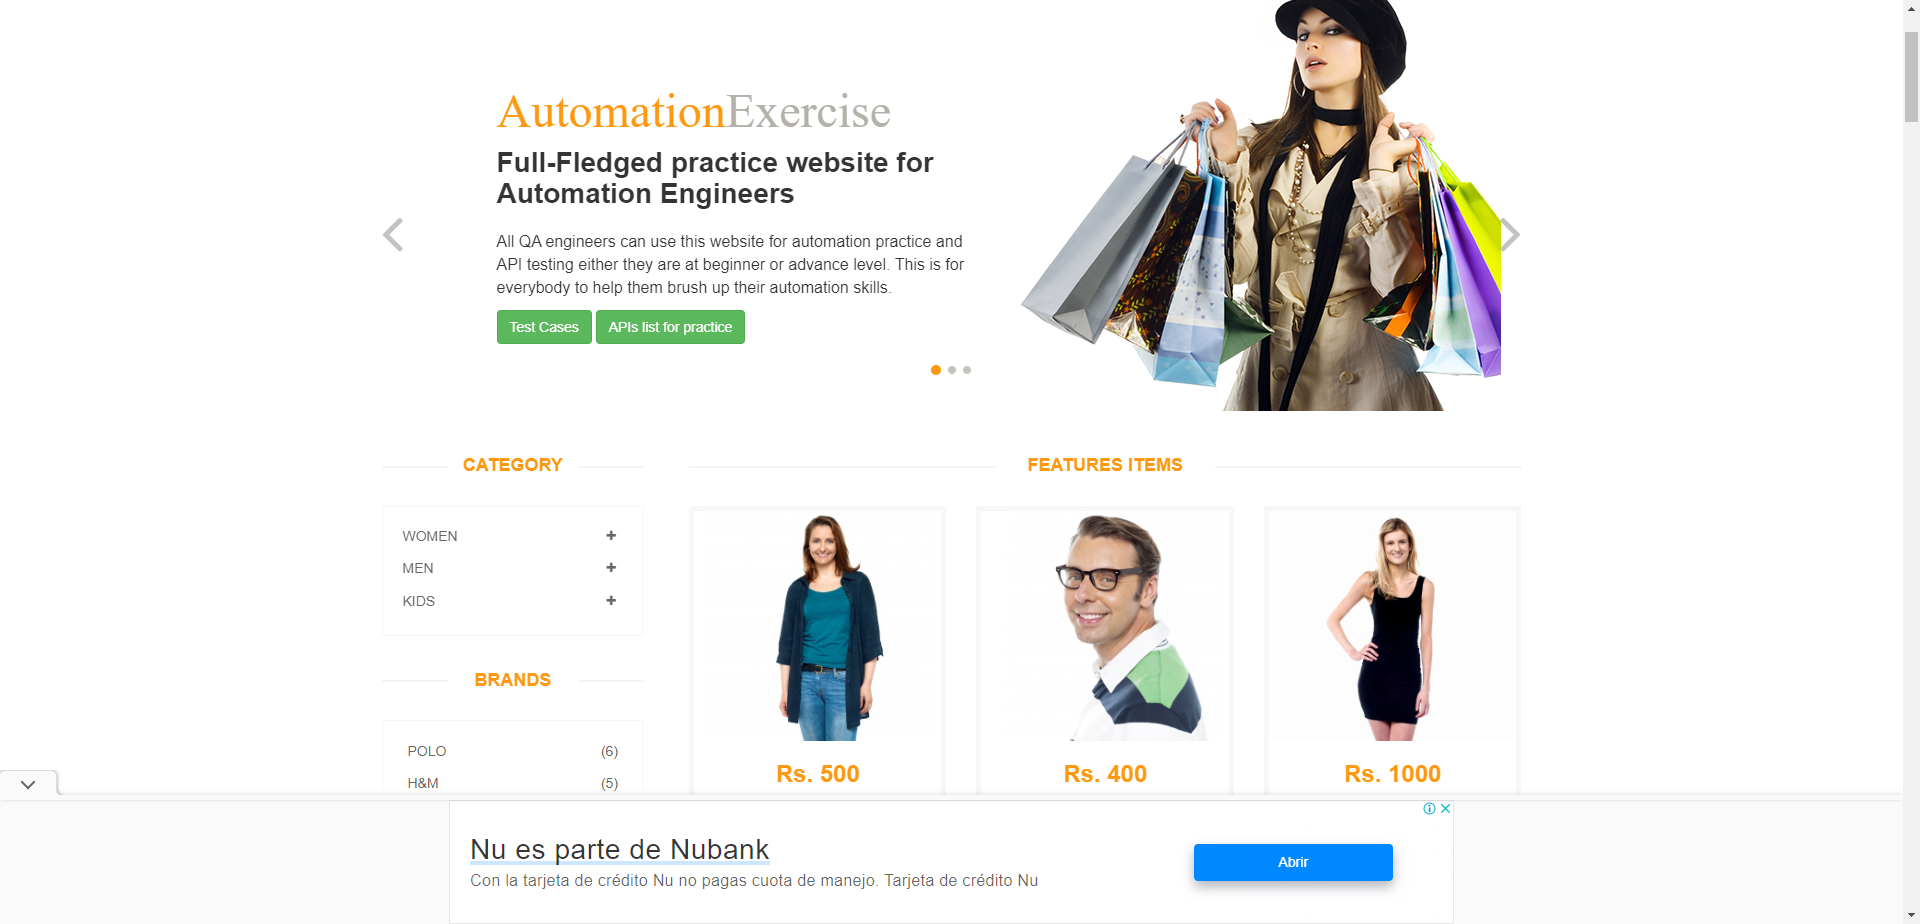 AutomationExercise
Full-Fledged practice website for
Automation Engineers
All QA engineers can use this website for automation practice and
API testing either they are at beginner or advance level. This is for
everybody to help them brush up their automation skills.
Test Cases
APIs list for practice
CATEGORY
WOMEN
MEN
KIDS
BRANDS
POLO (6)
H&M (5)
FEATURES ITEMS
Rs. 500
Rs. 400
Rs. 1000
Nu es parte de Nubank
Con la tarjeta de crédito Nu no pagas cuota de manejo. Tarjeta de crédito Nu
Abrir